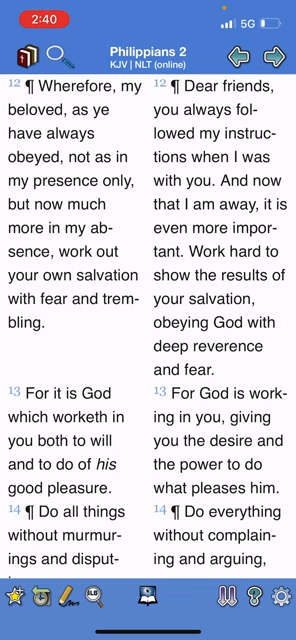 2:40
5G
Philippians 2
KJV | NLT (online)
12 ¶ Wherefore, my
beloved, as ye
have always
obeyed, not as in
my presence only,
but now much
more in my ab-
sence, work out
your own salvation
with fear and trem-
bling.
13 For it is God
which worketh in
you both to will
and to do of his
good pleasure.
14 ¶ Do all things
without murmur-
ings and disput-
12 ¶ Dear friends,
you always fol-
lowed my instruc-
tions when I was
with you. And now
that I am away, it is
even more impor-
tant. Work hard to
show the results of
your salvation,
obeying God with
deep reverence
and fear.
13 For God is work-
ing in you, giving
you the desire and
the power to do
what pleases him.
14 ¶ Do everything
without complain-
ing and arguing,
BLB